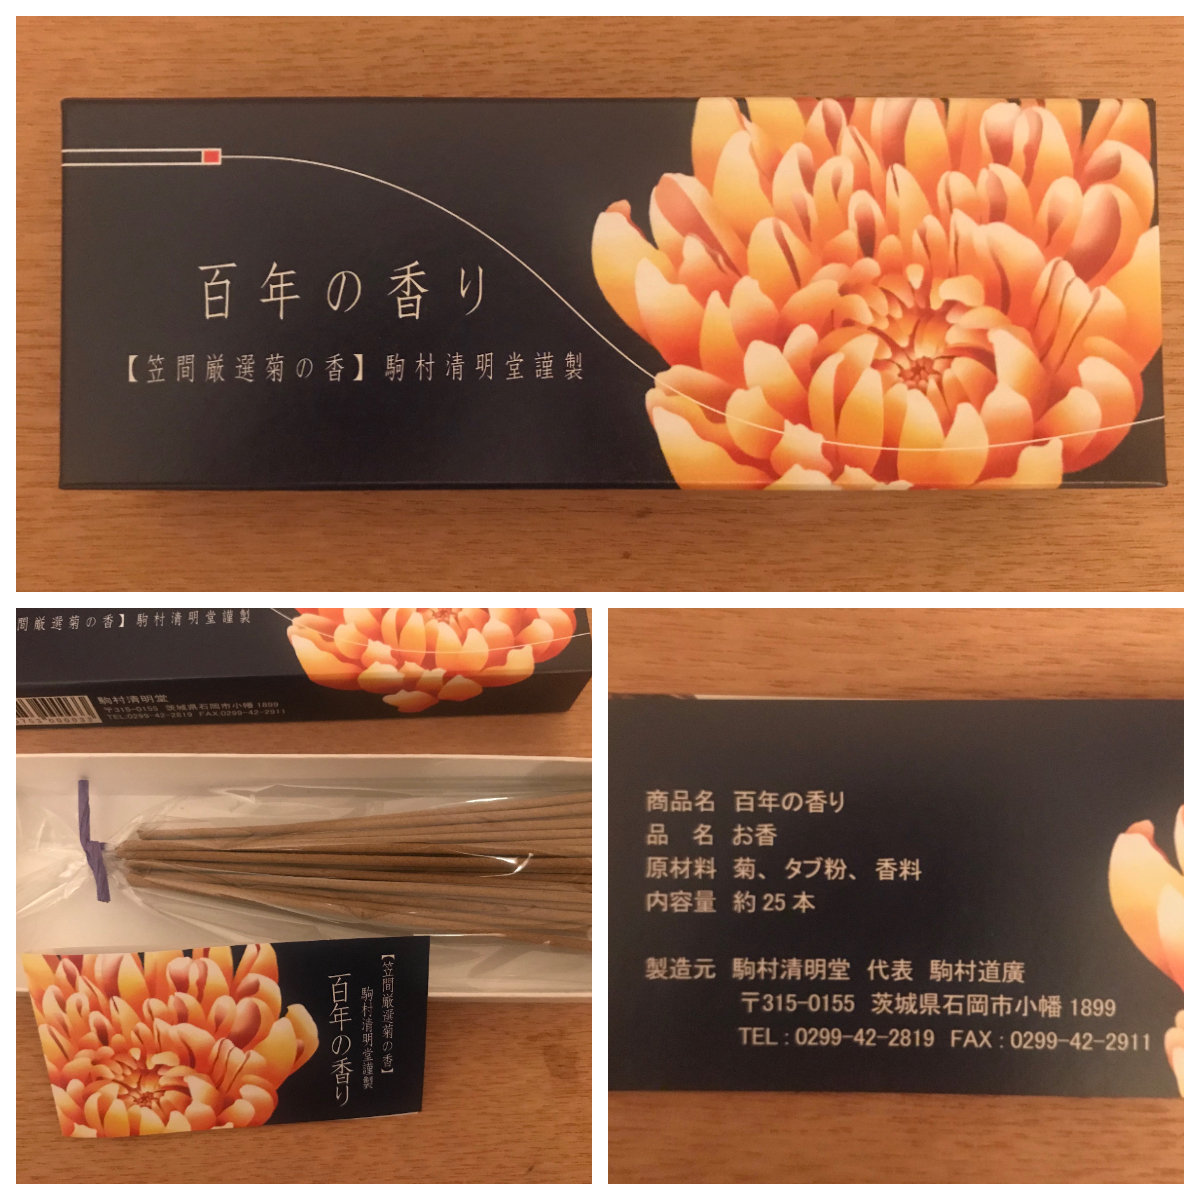 百年の香り
【笠間厳選菊の香】駒村清明堂謹製
間厳選菊の香】駒村清明堂謹製
駒村清明堂
〒315-0155 茨城県石岡市小幡 1899
TEL.0299-42-2819 FAX.0299-42-2911
【笠間厳選菊の香】
駒村清明堂謹製
百年の香り
商品名 百年の香り
品 名 お香
原材料 菊、タブ粉、香料
内容量 約25本
製造元 駒村清明堂 代表 駒村道廣
〒315-0155 茨城県石岡市小幡 1899
TEL : 0299-42-2819 FAX : 0299-42-2911